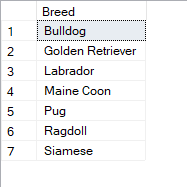 Breed
1 Bulldog
2 Golden Retriever
3 Labrador
4 Maine Coon
5 Pug
6 Ragdoll
7 Siamese